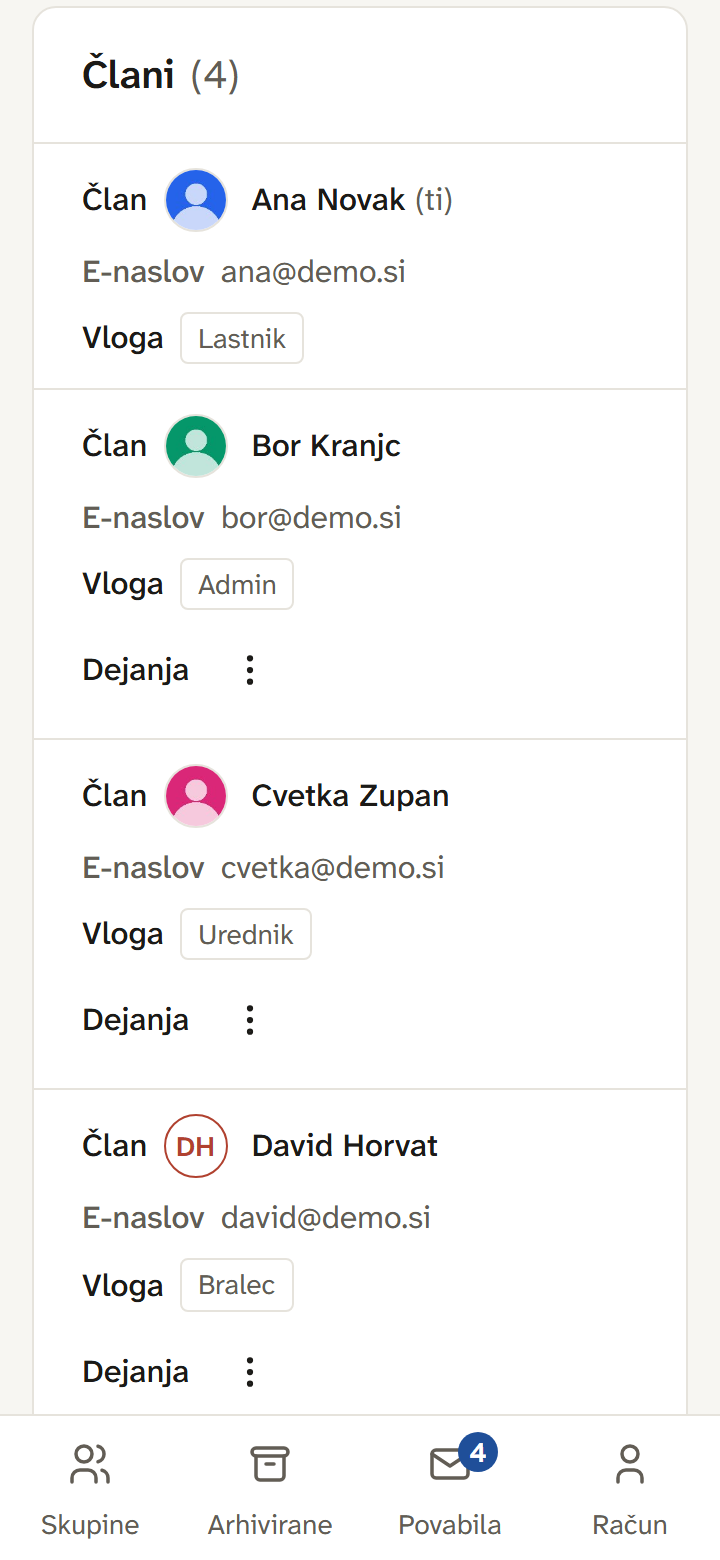 Člani (4)
Član Ana Novak (ti)
E-naslov ana@demo.si
Vloga Lastnik
Član Bor Kranjc
E-naslov bor@demo.si
Vloga Admin
Dejanja
Član Cvetka Zupan
E-naslov cvetka@demo.si
Vloga Urednik
Dejanja
Član DH David Horvat
E-naslov david@demo.si
Vloga Bralec
Dejanja
4
Skupine Arhivirane Povabila Račun